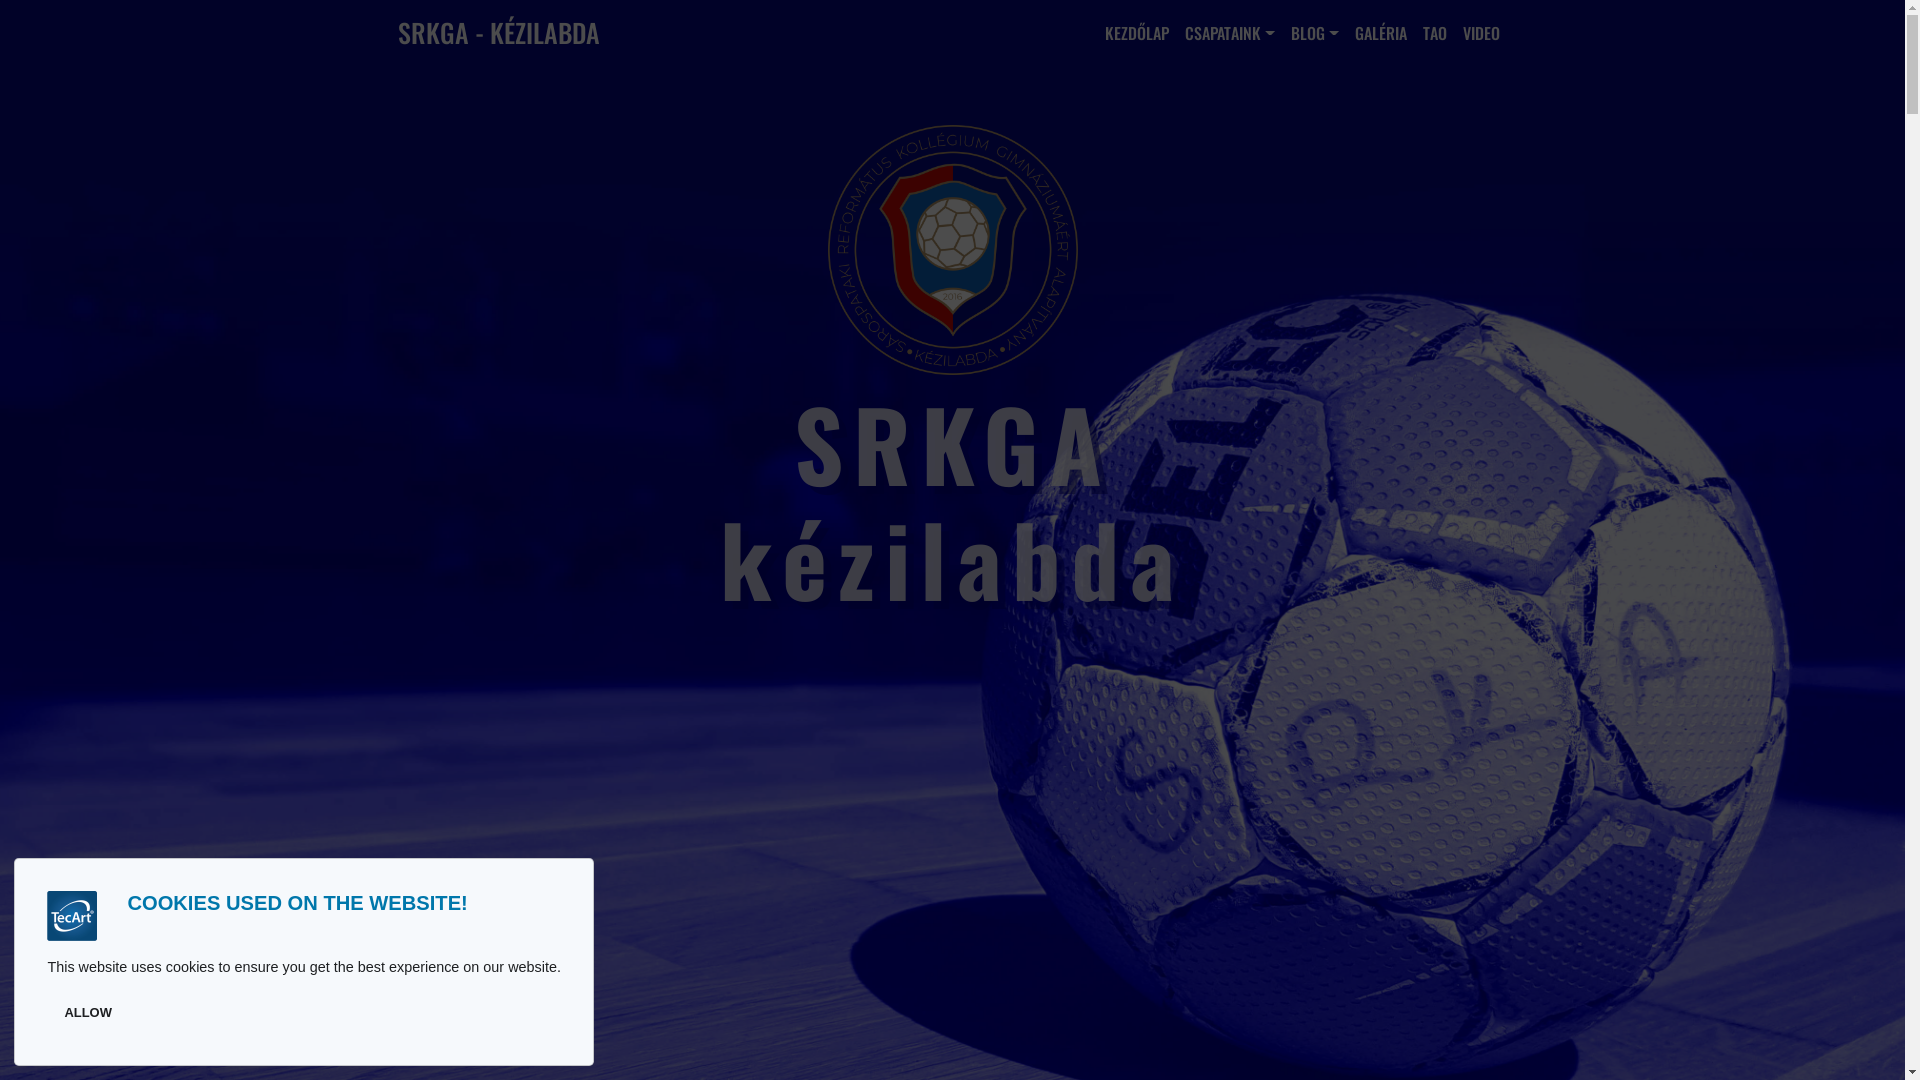 SRKGA - KÉZILABDA
KEZDŐLAP CSAPATAINK BLOG GALÉRIA TAO VIDEO
SÁROSPATAKI REFORMÁTUS KOLLÉGIUM GIMNÁZIUMÁÉRT ALAPÍTVÁNY
• KÉZILABDA •
2016
SELECT
SOLERA
SRKGA
kézilabda
S R K A
TecArt
COOKIES USED ON THE WEBSITE!
This website uses cookies to ensure you get the best experience on our website.
ALLOW